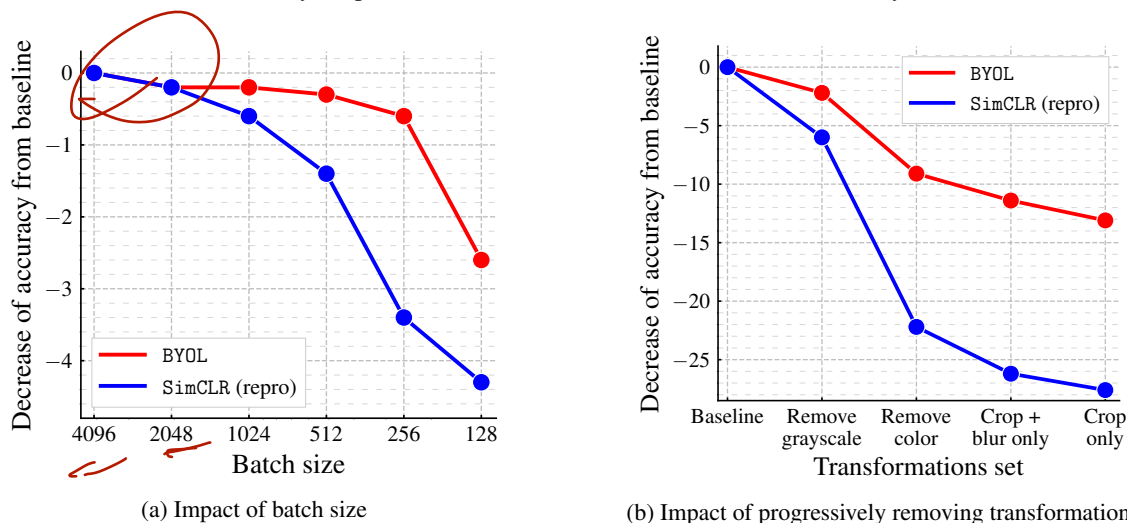 Decrease of accuracy from baseline
0
−1
−2
−3
−4
BYOL
SimCLR (repro)
4096 2048 1024 512 256 128
Batch size
(a) Impact of batch size
Decrease of accuracy from baseline
0
−5
−10
−15
−20
−25
BYOL
SimCLR (repro)
Baseline Remove Remove Crop + Crop
grayscale color blur only only
Transformations set
(b) Impact of progressively removing transformation